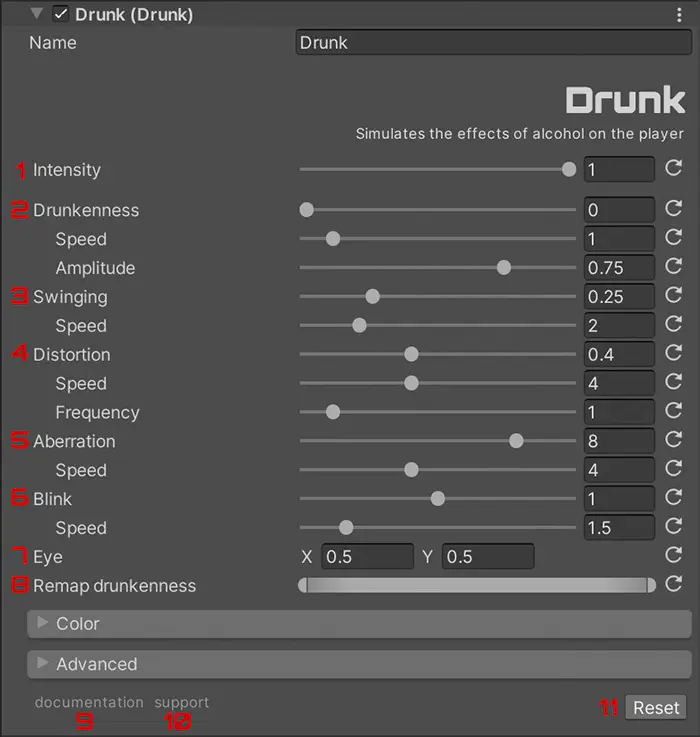 Drunk (Drunk)
Name Drunk
Drunk
Simulates the effects of alcohol on the player
1 Intensity 1
2 Drunkenness 0
Speed 1
Amplitude 0.75
3 Swinging 0.25
Speed 2
4 Distortion 0.4
Speed 4
Frequency 1
5 Aberration 8
Speed 4
6 Blink 1
Speed 1.5
7 Eye X 0.5 Y 0.5
8 Remap drunkenness
Color
Advanced
documentation support
9 10 11 Reset